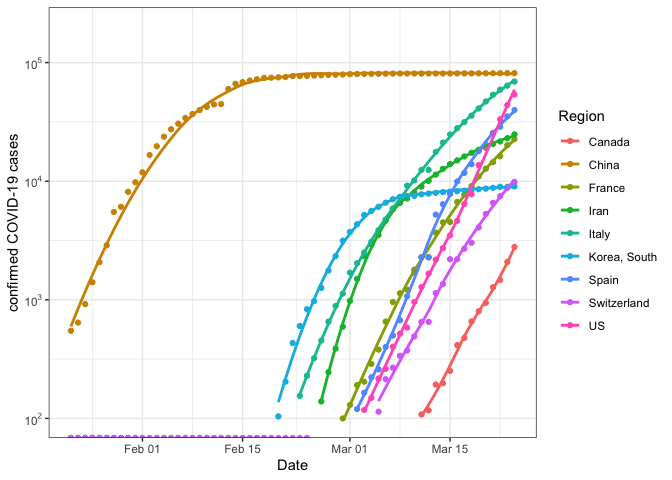 confirmed COVID-19 cases
10^5
10^4
10^3
10^2
Feb 01
Feb 15
Mar 01
Mar 15
Date
Region
Canada
China
France
Iran
Italy
Korea, South
Spain
Switzerland
US